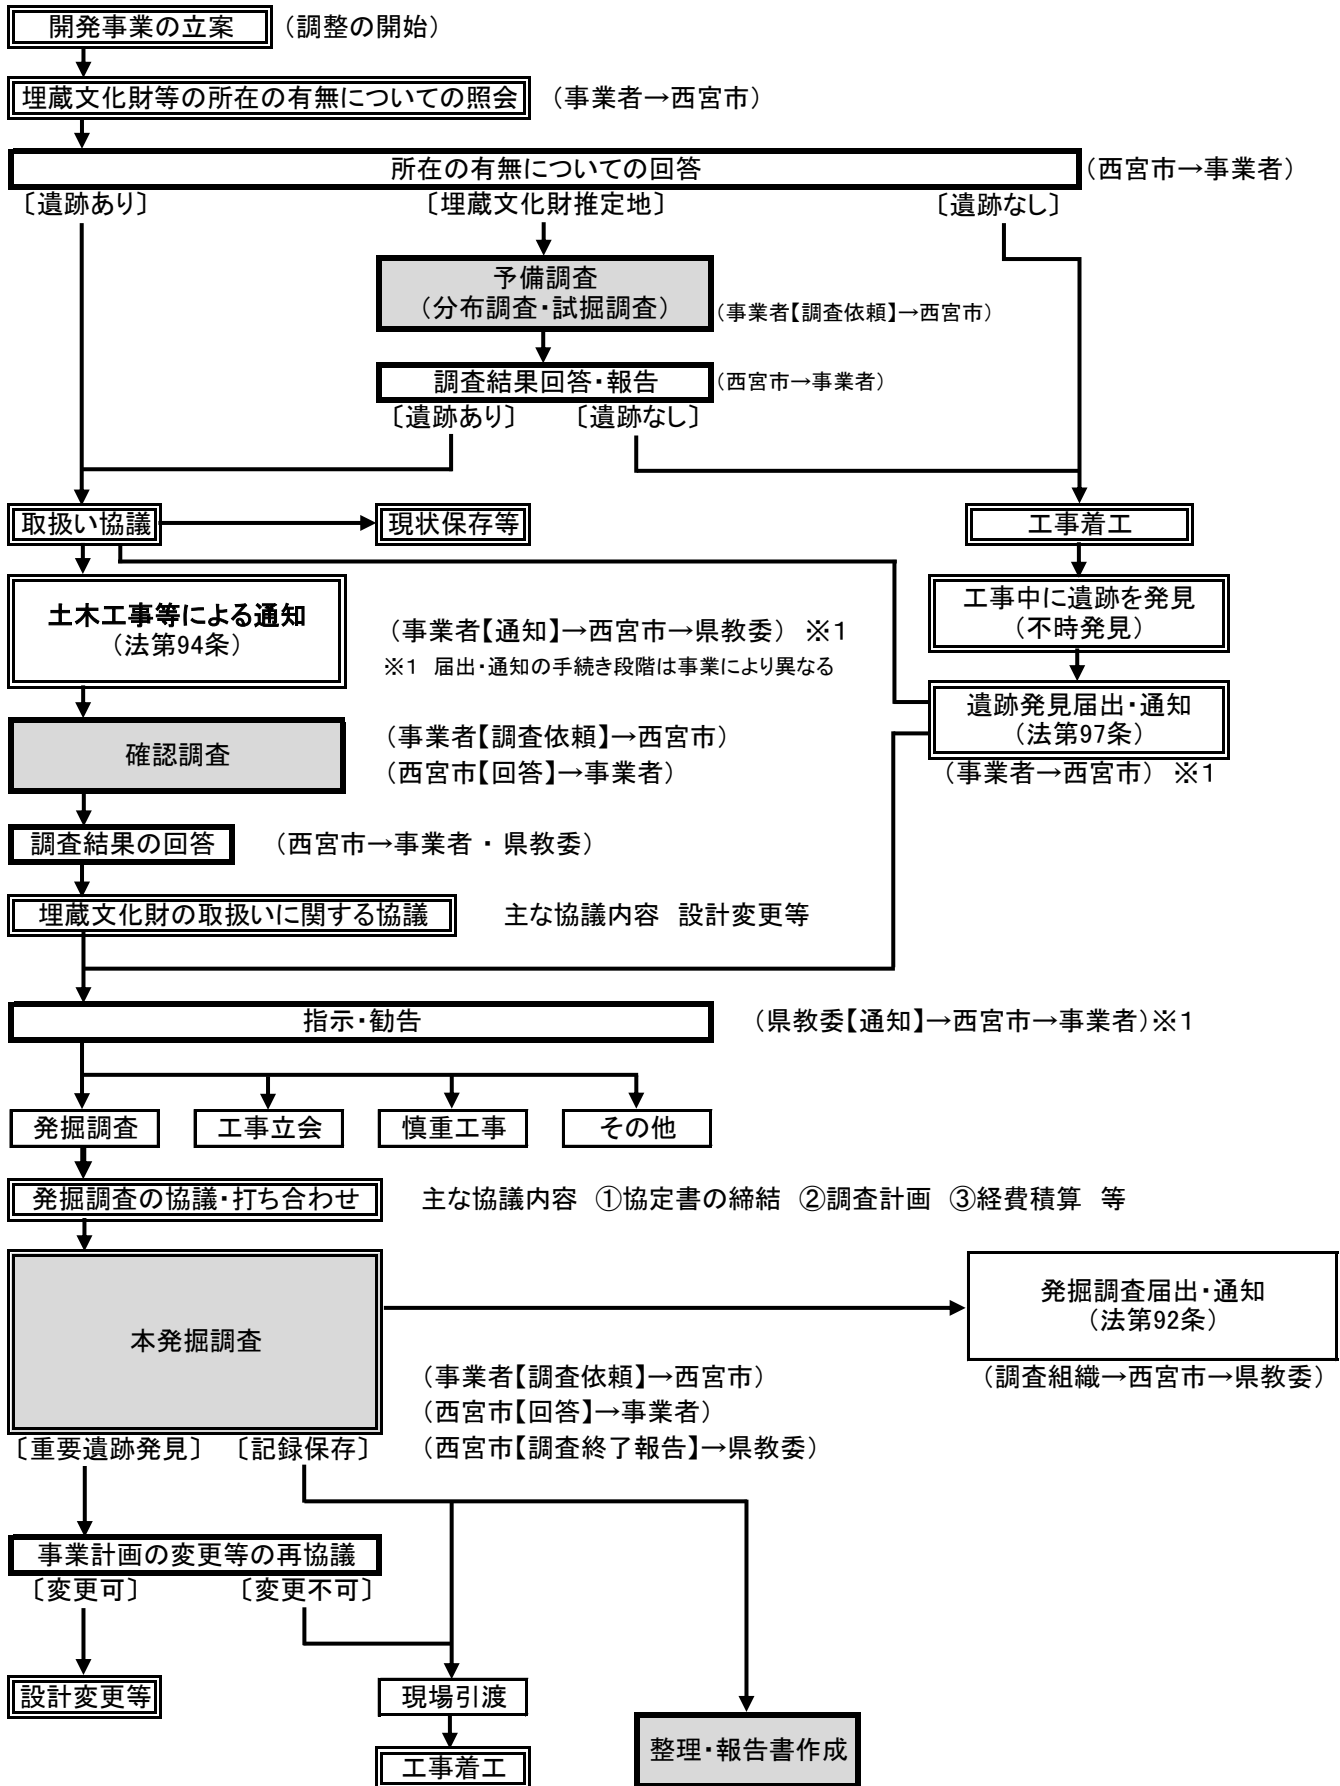 開発事業の立案 （調整の開始）
埋蔵文化財等の所在の有無についての照会 （事業者→西宮市）
所在の有無についての回答 （西宮市→事業者）
〔遺跡あり〕 〔埋蔵文化財推定地〕 〔遺跡なし〕
予備調査
（分布調査・試掘調査） （事業者【調査依頼】→西宮市）
調査結果回答・報告 （西宮市→事業者）
〔遺跡あり〕 〔遺跡なし〕
取扱い協議 現状保存等 工事着工
工事中に遺跡を発見
（不時発見）
土木工事等による通知
（法第94条）
（事業者【通知】→西宮市→県教委） ※1
※1 届出・通知の手続き段階は事業により異なる
遺跡発見届出・通知
（法第97条）
（事業者→西宮市） ※1
確認調査
（事業者【調査依頼】→西宮市）
（西宮市【回答】→事業者）
調査結果の回答 （西宮市→事業者 ・ 県教委）
埋蔵文化財の取扱いに関する協議 主な協議内容 設計変更等
指示・勧告 （県教委【通知】→西宮市→事業者）※1
発掘調査 工事立会 慎重工事 その他
発掘調査の協議・打ち合わせ 主な協議内容 ①協定書の締結 ②調査計画 ③経費積算 等
本発掘調査
発掘調査届出・通知
（法第92条）
（調査組織→西宮市→県教委）
（事業者【調査依頼】→西宮市）
（西宮市【回答】→事業者）
（西宮市【調査終了報告】→県教委）
〔重要遺跡発見〕 〔記録保存〕
事業計画の変更等の再協議
〔変更可〕 〔変更不可〕
設計変更等 現場引渡
整理・報告書作成
工事着工